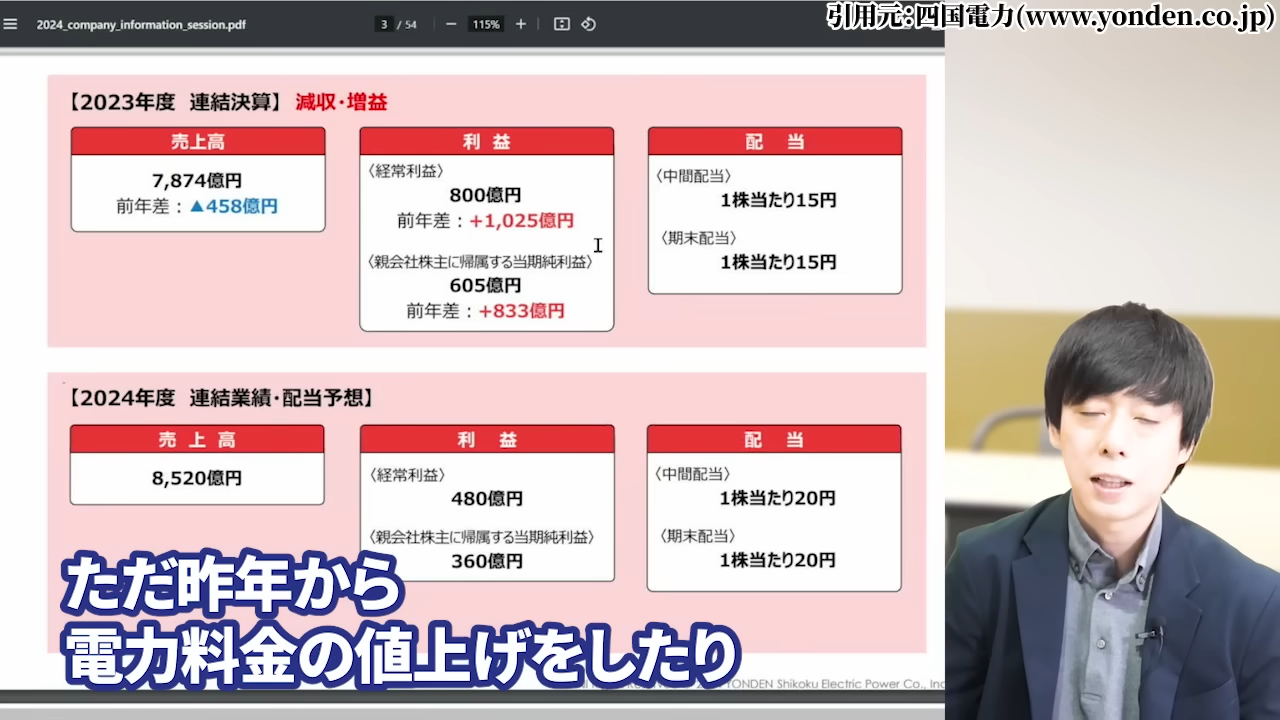 2024_company_information_session.pdf
3 / 54
115%
引用元：四国電力(www.yonden.co.jp)
【2023年度 連結決算】 減収・増益
売上高
7,874億円
前年差：▲458億円
利 益
〈経常利益〉
800億円
前年差：+1,025億円
〈親会社株主に帰属する当期純利益〉
605億円
前年差：+833億円
配 当
〈中間配当〉
1株当たり15円
〈期末配当〉
1株当たり15円
【2024年度 連結業績・配当予想】
売 上 高
8,520億円
利 益
〈経常利益〉
480億円
〈親会社株主に帰属する当期純利益〉
360億円
配 当
〈中間配当〉
1株当たり20円
〈期末配当〉
1株当たり20円
ただ昨年から
電力料金の値上げをしたり
YONDEN Shikoku Electric Power Co., Inc